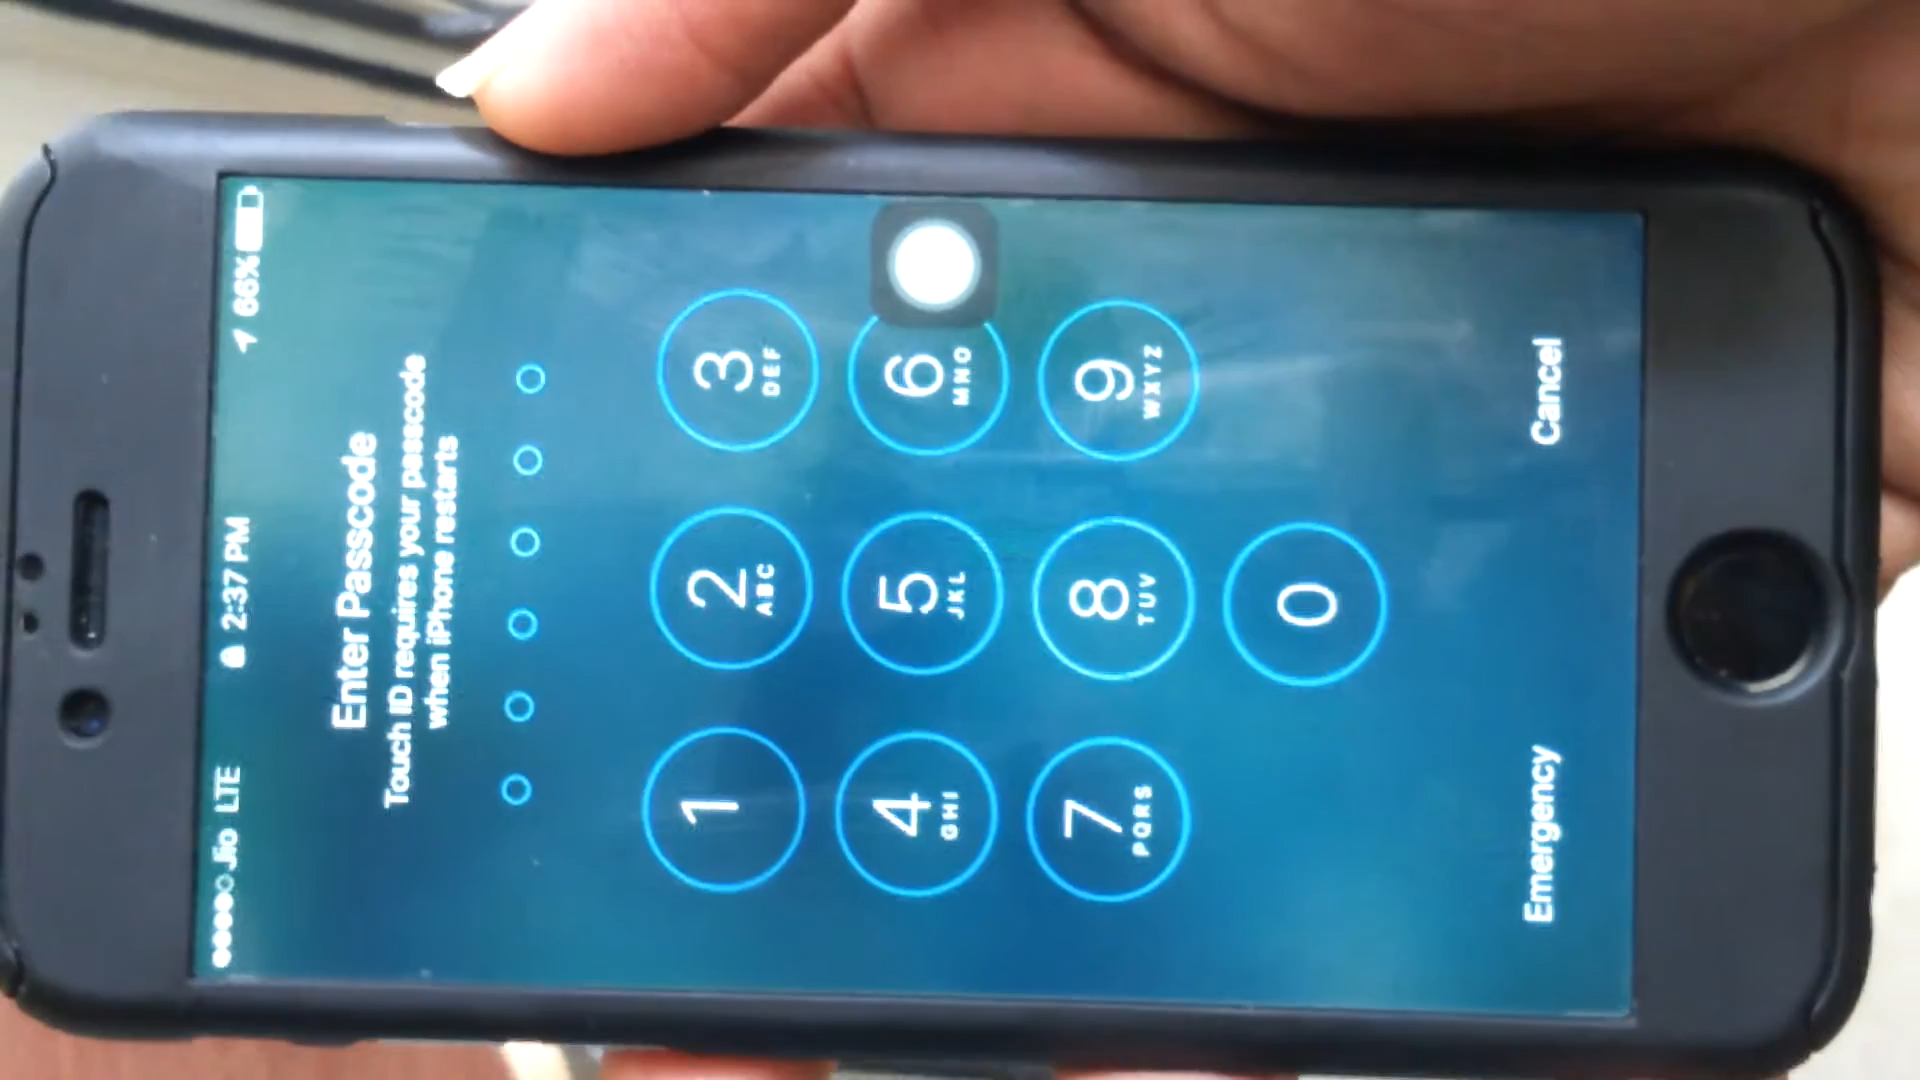 Jio LTE 2:37 PM 66%
Enter Passcode
Touch ID requires your passcode
when iPhone restarts
1 2 ABC 3 DEF
4 GHI 5 JKL 6 MNO
7 PQRS 8 TUV 9 WXYZ
0
Emergency Cancel